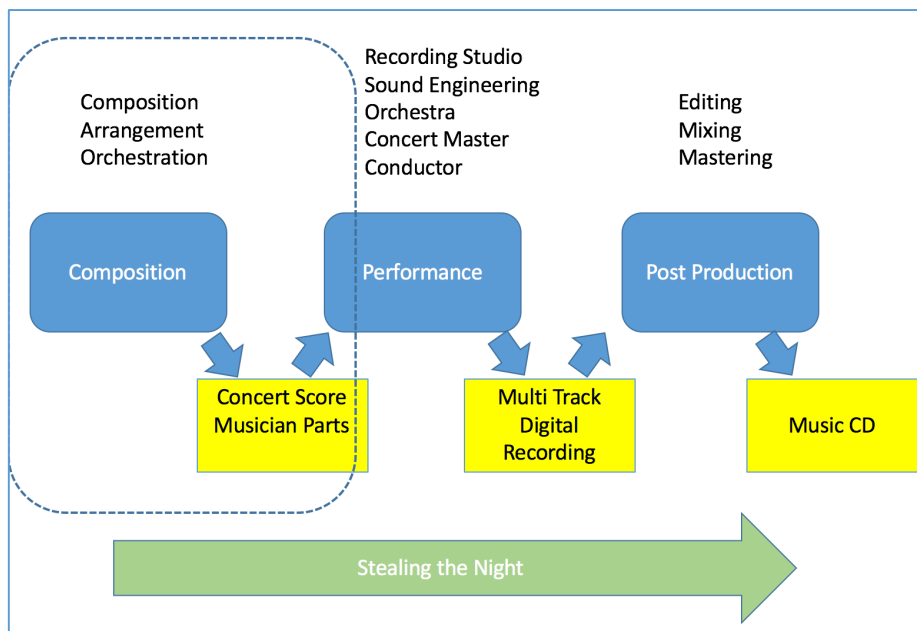 Composition
Arrangement
Orchestration
Recording Studio
Sound Engineering
Orchestra
Concert Master
Conductor
Editing
Mixing
Mastering
Composition
Performance
Post Production
Concert Score
Musician Parts
Multi Track
Digital
Recording
Music CD
Stealing the Night